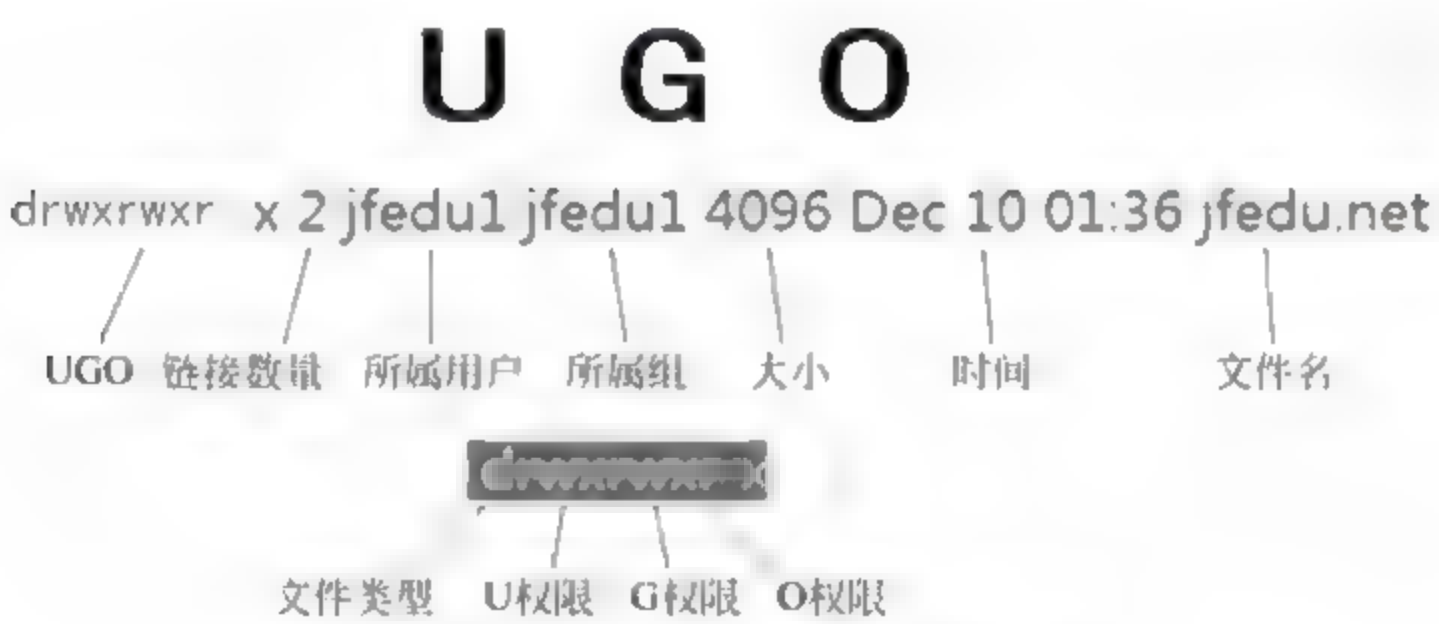 U G O
drwxrwxr x 2 jfedu1 jfedu1 4096 Dec 10 01:36 jfedu.net
UGO 链接数量 所属用户 所属组 大小 时间 文件名
文件类型 U权限 G权限 O权限